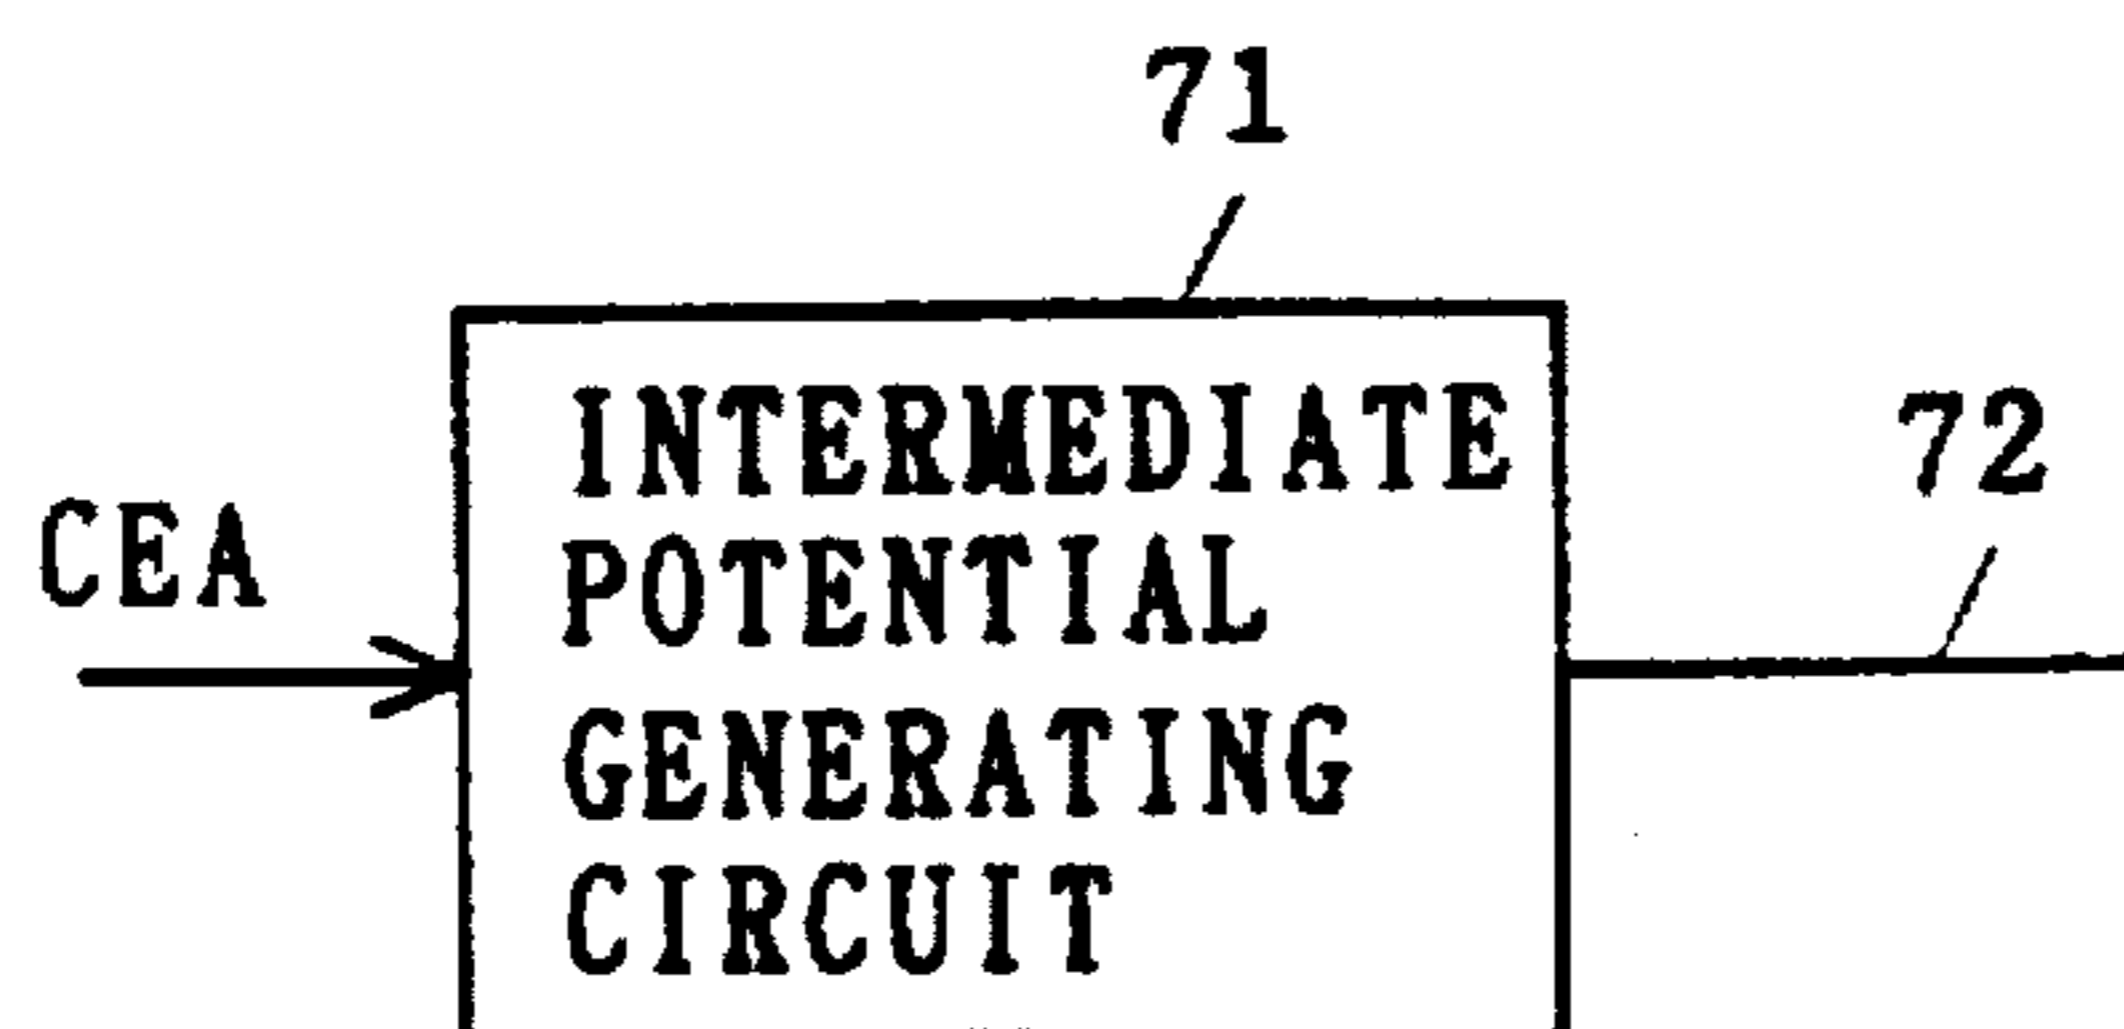 71
INTERMEDIATE
POTENTIAL
GENERATING
CIRCUIT
CEA
72